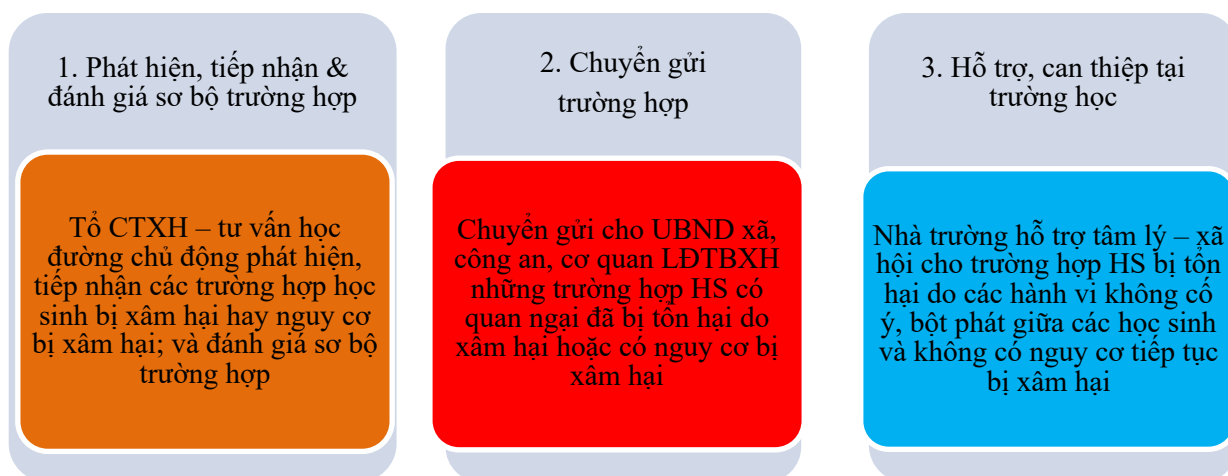 1. Phát hiện, tiếp nhận &
đánh giá sơ bộ trường hợp
Tổ CTXH – tư vấn học
đường chủ động phát hiện,
tiếp nhận các trường hợp học
sinh bị xâm hại hay nguy cơ
bị xâm hại; và đánh giá sơ bộ
trường hợp
2. Chuyển gửi
trường hợp
Chuyển gửi cho UBND xã,
công an, cơ quan LĐTBXH
những trường hợp HS có
quan ngại đã bị tổn hại do
xâm hại hoặc có nguy cơ bị
xâm hại
3. Hỗ trợ, can thiệp tại
trường học
Nhà trường hỗ trợ tâm lý – xã
hội cho trường hợp HS bị tổn
hại do các hành vi không cố
ý, bột phát giữa các học sinh
và không có nguy cơ tiếp tục
bị xâm hại